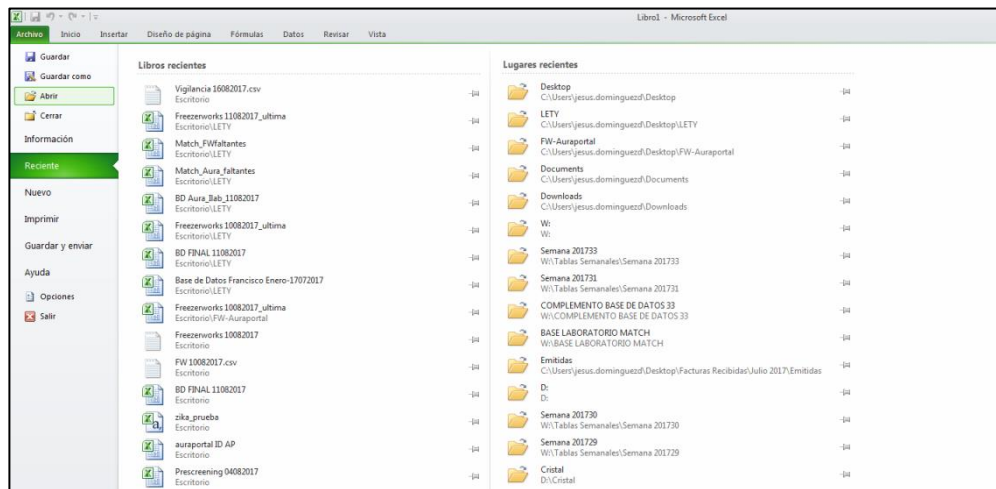 Libro1 - Microsoft Excel
Archivo Inicio Insertar Diseño de página Fórmulas Datos Revisar Vista
Guardar
Guardar como
Abrir
Cerrar
Información
Reciente
Nuevo
Imprimir
Guardar y enviar
Ayuda
Opciones
Salir
Libros recientes
Vigilancia 16082017.csv
Escritorio
Freezerworks 11082017_ultima
Escritorio\LETY
Match_FWfaltantes
Escritorio\LETY
Match_Aura_faltantes
Escritorio\LETY
BD Aura_Ilab_11082017
Escritorio\LETY
Freezerworks 10082017_ultima
Escritorio\LETY
BD FINAL 11082017
Escritorio\LETY
Base de Datos Francisco Enero-17072017
Escritorio\LETY
Freezerworks 10082017_ultima
Escritorio\FW-Auraportal
Freezerworks 10082017
Escritorio
FW 10082017.csv
Escritorio
BD FINAL 11082017
Escritorio
zika_prueba
Escritorio
auraportal ID AP
Escritorio
Prescreening 04082017
Escritorio
Lugares recientes
Desktop
C:\Users\jesus.dominguezd\Desktop
LETY
C:\Users\jesus.dominguezd\Desktop\LETY
FW-Auraportal
C:\Users\jesus.dominguezd\Desktop\FW-Auraportal
Documents
C:\Users\jesus.dominguezd\Documents
Downloads
C:\Users\jesus.dominguezd\Downloads
W:
W:
Semana 201733
W:\Tablas Semanales\Semana 201733
Semana 201731
W:\Tablas Semanales\Semana 201731
COMPLEMENTO BASE DE DATOS 33
W:\COMPLEMENTO BASE DE DATOS 33
BASE LABORATORIO MATCH
W:\BASE LABORATORIO MATCH
Emitidas
C:\Users\jesus.dominguezd\Desktop\Facturas Recibidas\Julio 2017\Emitidas
D:
D:
Semana 201730
W:\Tablas Semanales\Semana 201730
Semana 201729
W:\Tablas Semanales\Semana 201729
Cristal
D:\Cristal